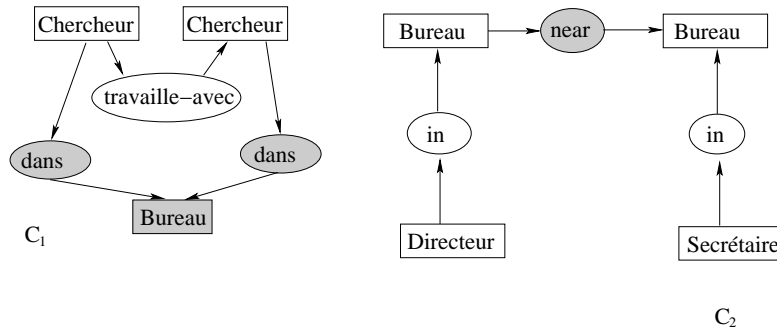 Chercheur
Chercheur
travaille-avec
dans
dans
Bureau
C1
Bureau
near
Bureau
in
in
Directeur
Secrétaire
C2